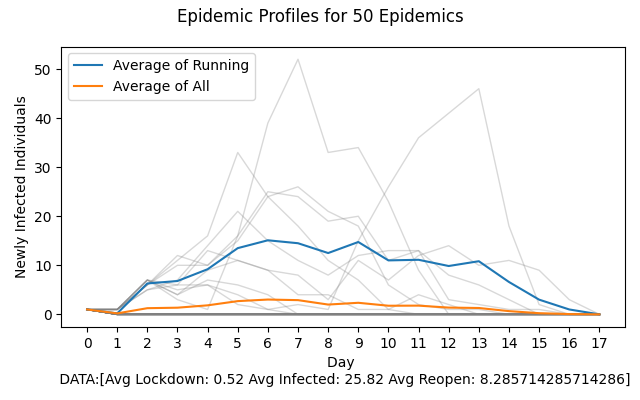 Epidemic Profiles for 50 Epidemics
Average of Running
Average of All
Newly Infected Individuals
50
40
30
20
10
0
0 1 2 3 4 5 6 7 8 9 10 11 12 13 14 15 16 17
Day
DATA:[Avg Lockdown: 0.52 Avg Infected: 25.82 Avg Reopen: 8.285714285714286]